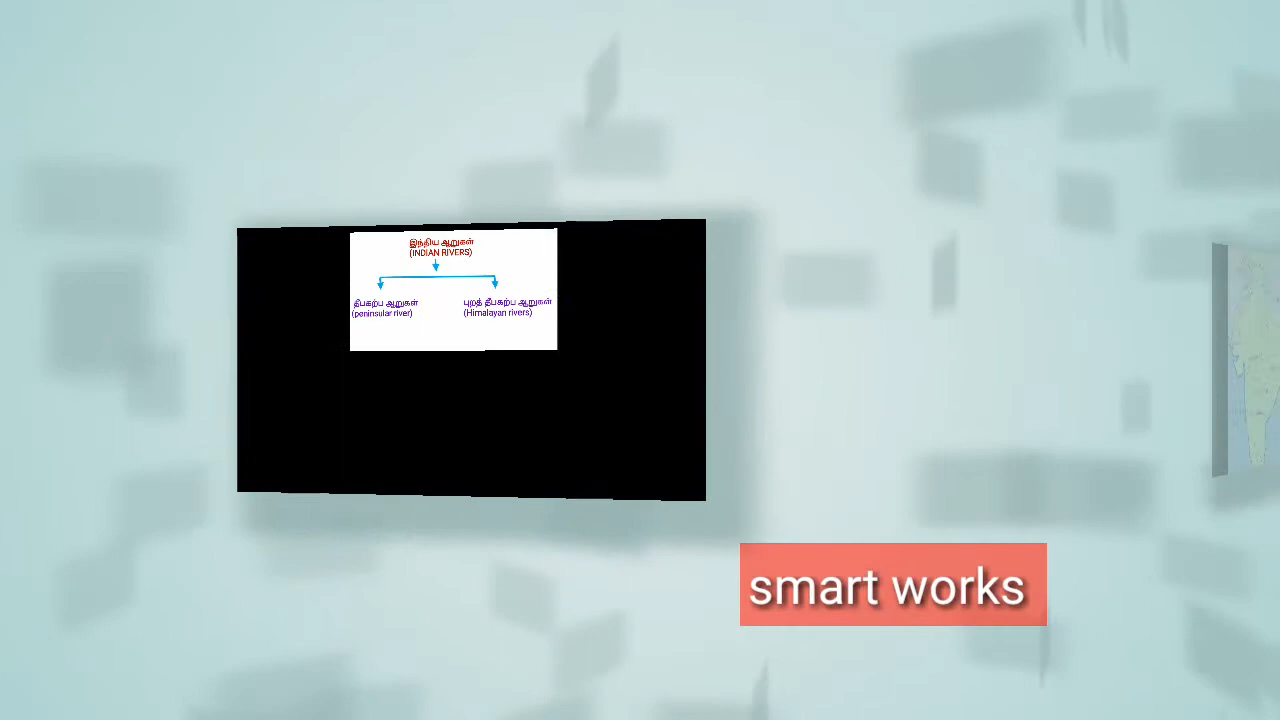 இந்திய ஆறுகள்
(INDIAN RIVERS)
தீபகற்ப ஆறுகள்
(peninsular river)
புறத் தீபகற்ப ஆறுகள்
(Himalayan rivers)
smart works